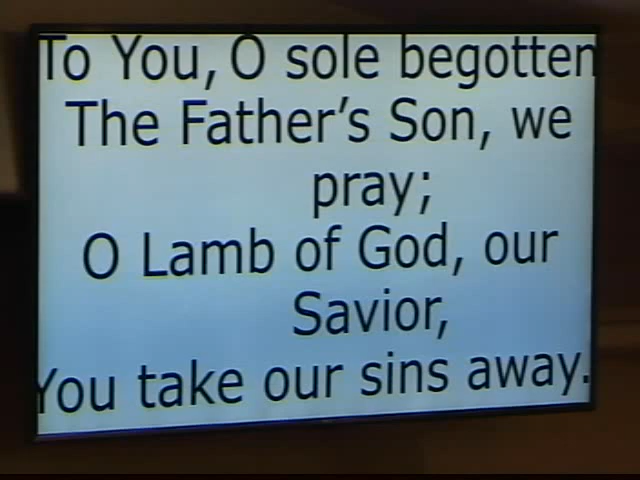 To You, O sole begotten
The Father's Son, we
pray;
O Lamb of God, our
Savior,
You take our sins away.